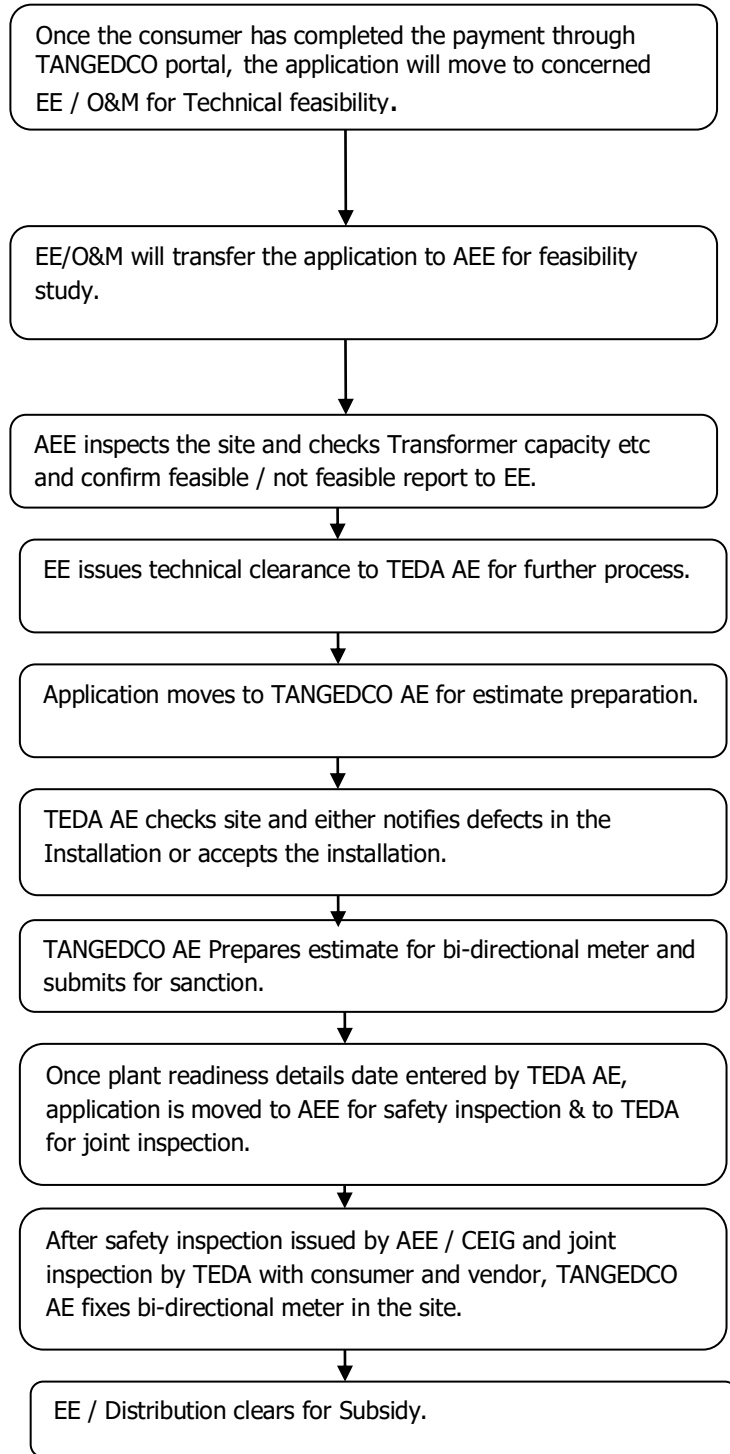 Once the consumer has completed the payment through
TANGEDCO portal, the application will move to concerned
EE / O&M for Technical feasibility.
EE/O&M will transfer the application to AEE for feasibility
study.
AEE inspects the site and checks Transformer capacity etc
and confirm feasible / not feasible report to EE.
EE issues technical clearance to TEDA AE for further process.
Application moves to TANGEDCO AE for estimate preparation.
TEDA AE checks site and either notifies defects in the
Installation or accepts the installation.
TANGEDCO AE Prepares estimate for bi-directional meter and
submits for sanction.
Once plant readiness details date entered by TEDA AE,
application is moved to AEE for safety inspection & to TEDA
for joint inspection.
After safety inspection issued by AEE / CEIG and joint
inspection by TEDA with consumer and vendor, TANGEDCO
AE fixes bi-directional meter in the site.
EE / Distribution clears for Subsidy.